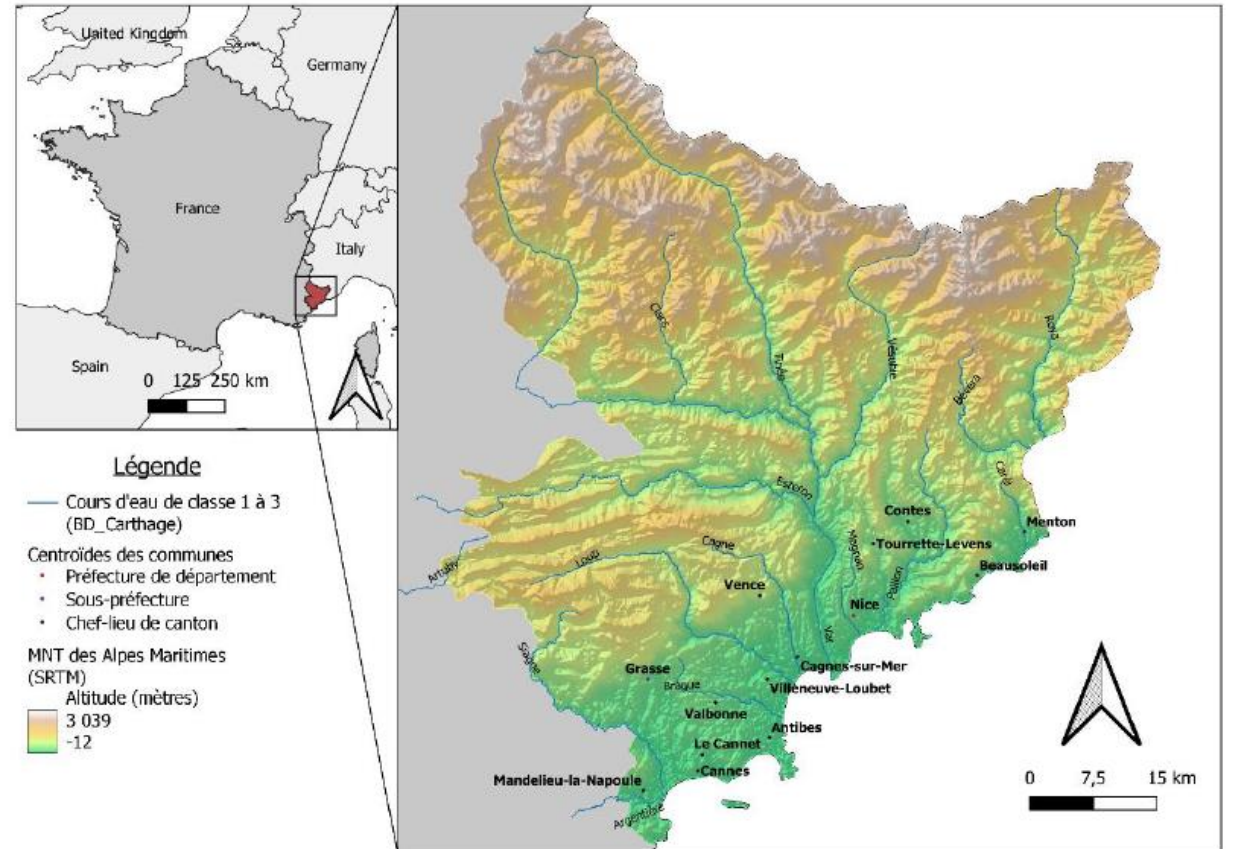 United Kingdom
Germany
France
Italy
Spain
0 125 250 km
Légende
Cours d'eau de classe 1 à 3
(BD_Carthage)
Centroïdes des communes
Préfecture de département
Sous-préfecture
Chef-lieu de canton
MNT des Alpes Maritimes
(SRTM)
Altitude (mètres)
3 039
-12
Cians
Tinée
Vésubie
Roya
Bévéra
Esteron
Carei
Contes
Menton
Magnan
Tourrette-Levens
Cagne
Loup
Artuby
Beausoleil
Vence
Paillon
Nice
Var
Siagne
Cagnes-sur-Mer
Grasse
Brague
Villeneuve-Loubet
Valbonne
Antibes
Le Cannet
Cannes
Mandelieu-la-Napoule
Argentière
0 7,5 15 km